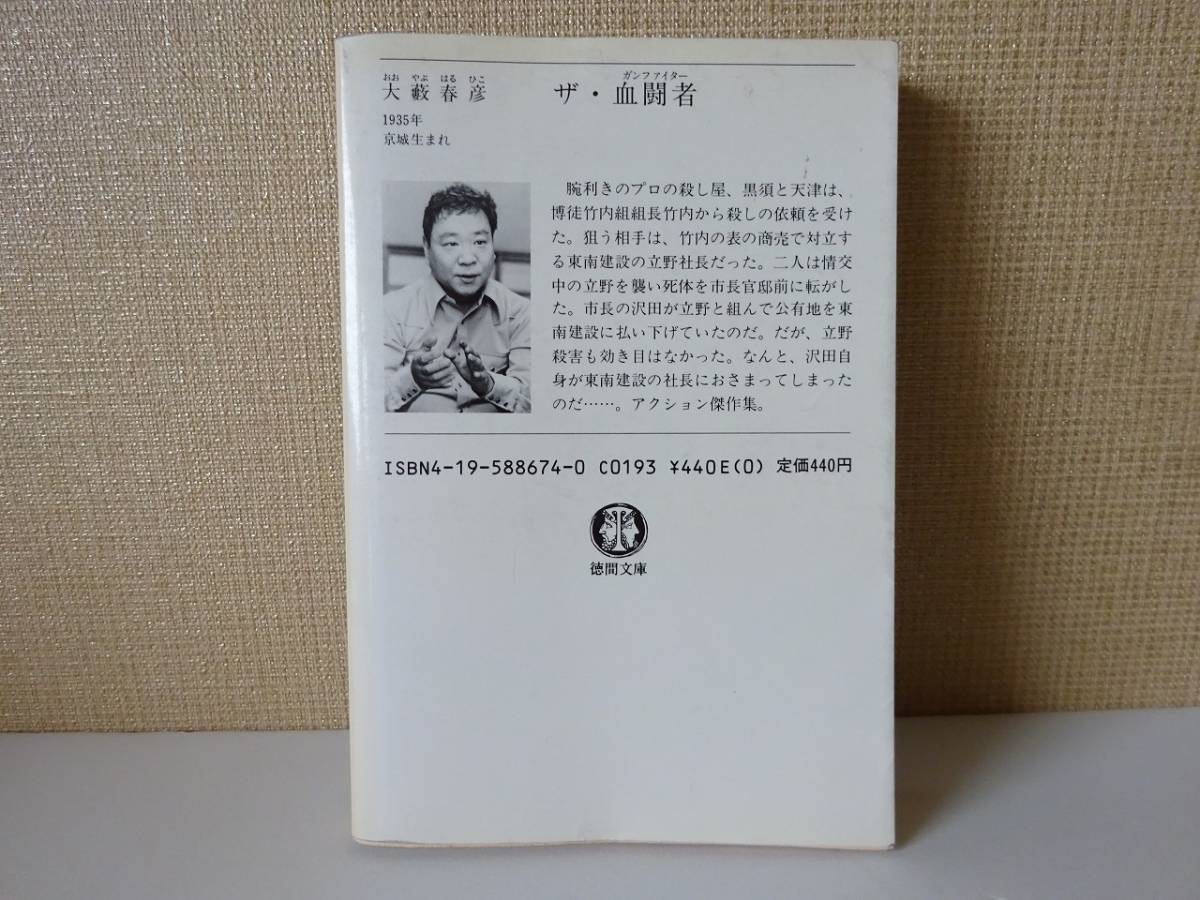 おお やぶ はる ひこ
大藪春彦
1935年
京城生まれ
ガンファイター
ザ・血闘者
腕利きのプロの殺し屋、黒須と天津は、
博徒竹内組組長竹内から殺しの依頼を受け
た。狙う相手は、竹内の表の商売で対立す
る東南建設の立野社長だった。二人は情交
中の立野を襲い死体を市長官邸前に転がし
た。市長の沢田が立野と組んで公有地を東
南建設に払い下げていたのだ。だが、立野
殺害も効き目はなかった。なんと、沢田自
身が東南建設の社長におさまってしまった
のだ……。アクション傑作集。
ISBN4-19-588674-0 C0193 ¥440E(0) 定価440円
徳間文庫